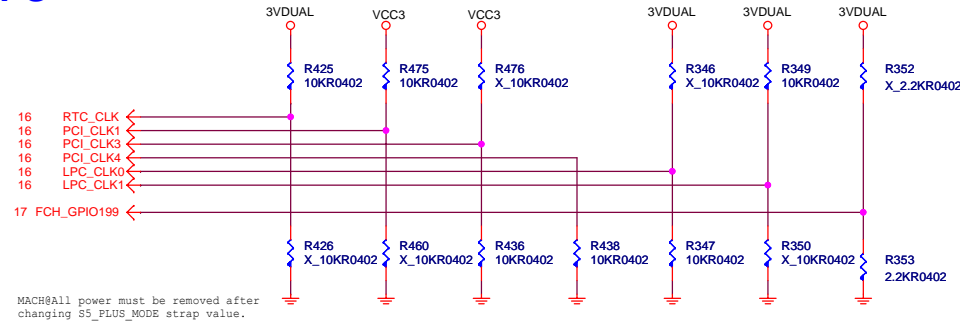 3VDUAL VCC3 VCC3 3VDUAL 3VDUAL 3VDUAL
R425 R475 R476 R346 R349 R352
10KR0402 10KR0402 X_10KR0402 X_10KR0402 10KR0402 X_2.2KR0402
16 RTC_CLK
16 PCI_CLK1
16 PCI_CLK3
16 PCI_CLK4
16 LPC_CLK0
16 LPC_CLK1
17 FCH_GPIO199
R426 R460 R436 R438 R347 R350 R353
X_10KR0402 X_10KR0402 10KR0402 10KR0402 10KR0402 X_10KR0402 2.2KR0402
MACH@All power must be removed after
changing S5_PLUS_MODE strap value.